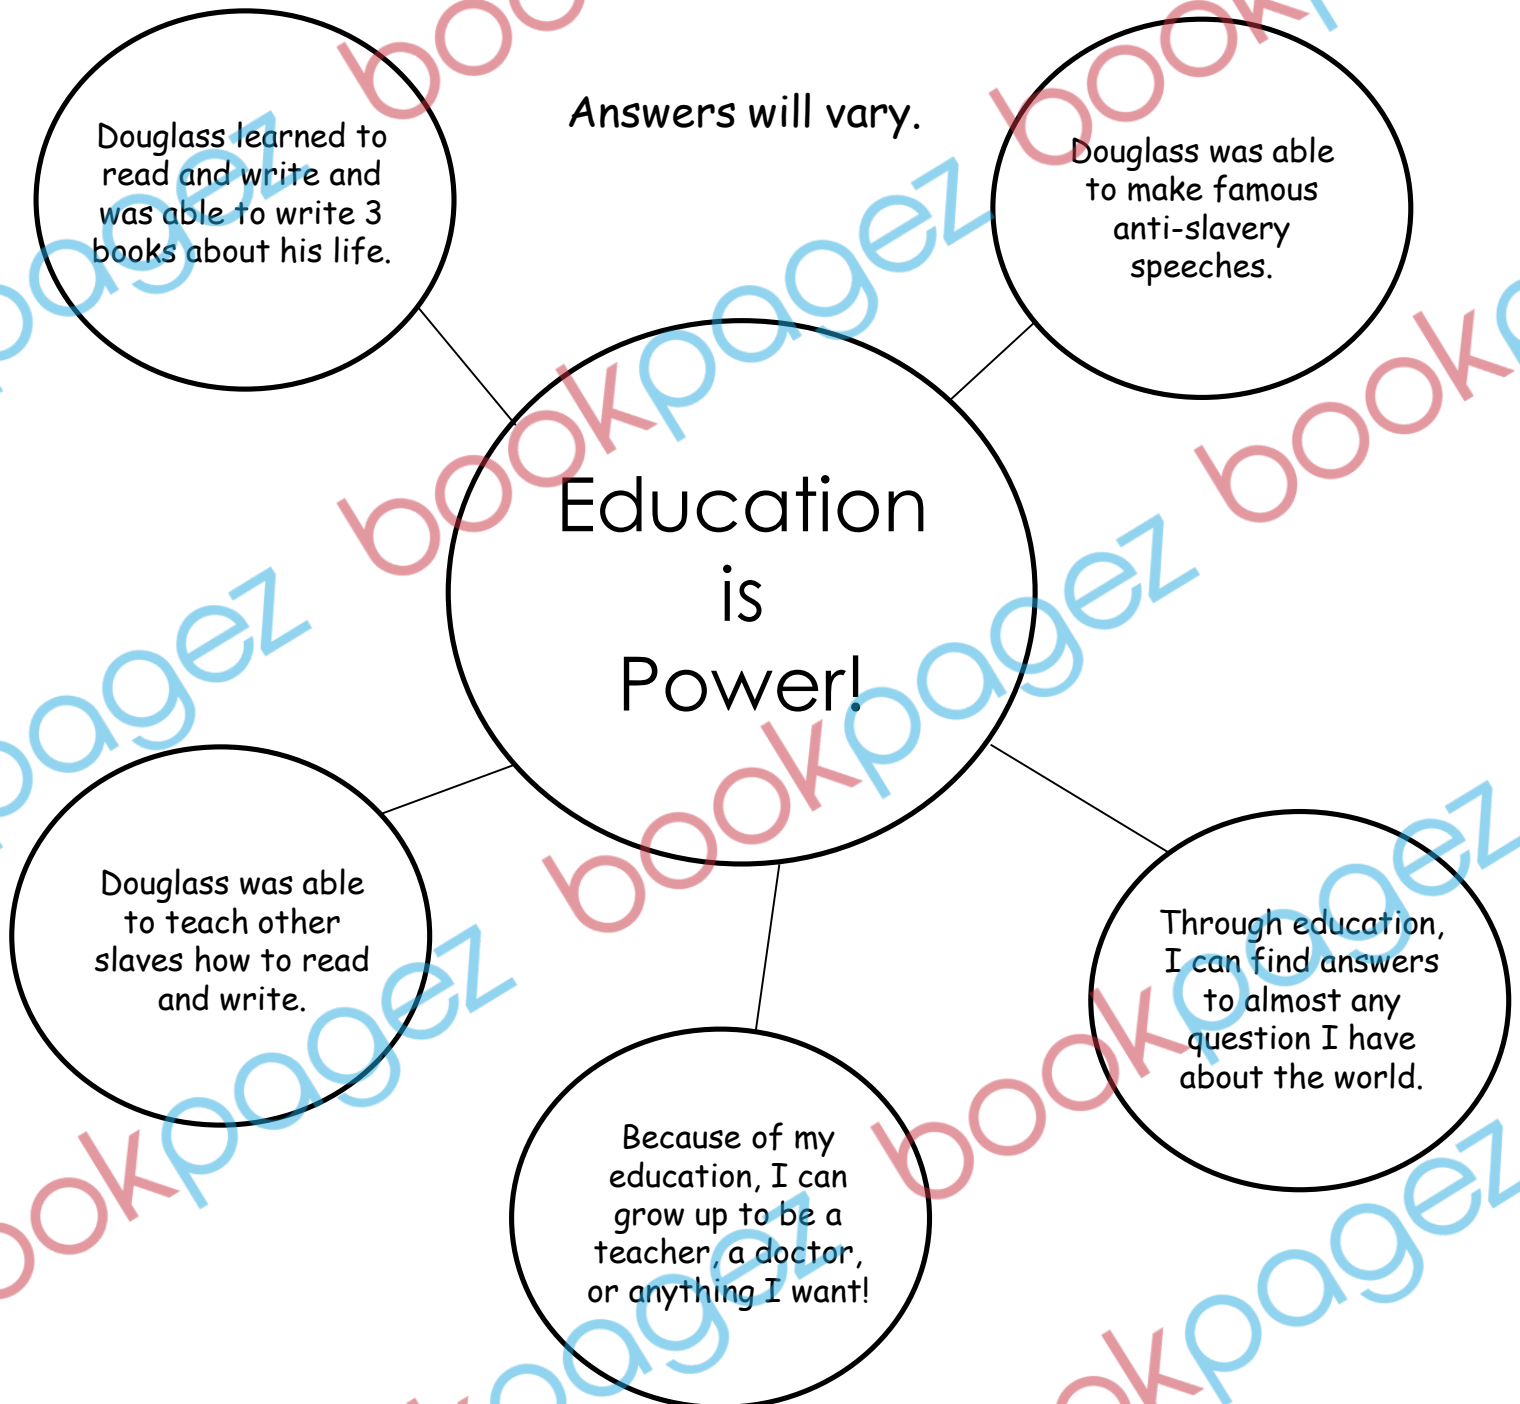 Answers will vary.
Douglass learned to
read and write and
was able to write 3
books about his life.
Douglass was able
to make famous
anti-slavery
speeches.
Education
is
Power!
Douglass was able
to teach other
slaves how to read
and write.
Through education,
I can find answers
to almost any
question I have
about the world.
Because of my
education, I can
grow up to be a
teacher, a doctor,
or anything I want!
bookpagez
bookpagez
bookpagez
bookpagez